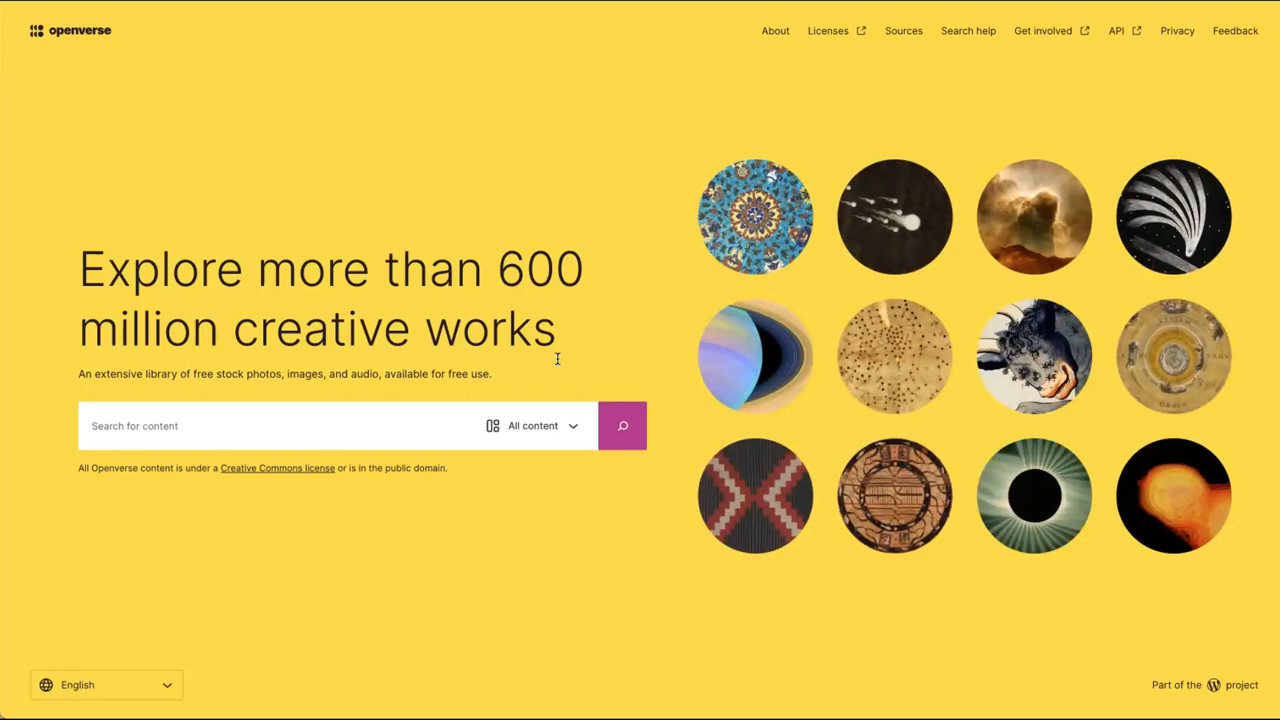 openverse
About
Licenses
Sources
Search help
Get involved
API
Privacy
Feedback
Explore more than 600
million creative works
An extensive library of free stock photos, images, and audio, available for free use.
Search for content
All content
All Openverse content is under a Creative Commons license or is in the public domain.
English
Part of the
project